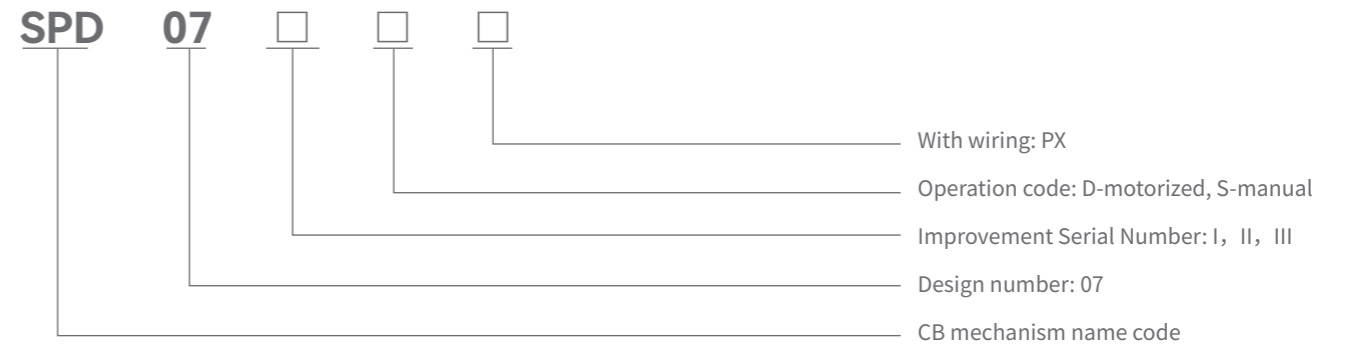 SPD 07 □ □ □
With wiring: PX
Operation code: D-motorized, S-manual
Improvement Serial Number: I，II，III
Design number: 07
CB mechanism name code